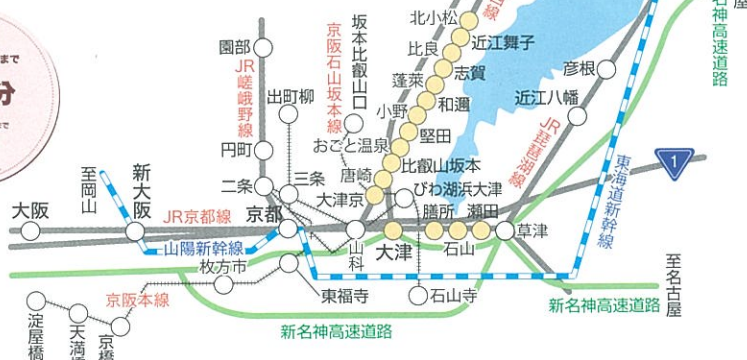 北小松
近江舞子
比良
志賀
蓬莱
和邇
小野
堅田
おごと温泉
比叡山坂本
唐崎
大津京
びわ湖浜大津
膳所
瀬田
石山
大津
草津
山科
園部
JR嵯峨野線
出町柳
円町
二条
三条
京都
京阪石山坂本線
坂本比叡山口
彦根
近江八幡
JR琵琶湖線
東海道新幹線
1
名神高速道路
至岡山
新大阪
大阪
JR京都線
山陽新幹線
枚方市
京阪本線
東福寺
石山寺
淀屋橋
京橋
新名神高速道路
新名神高速道路
至名古屋
まで
分
で